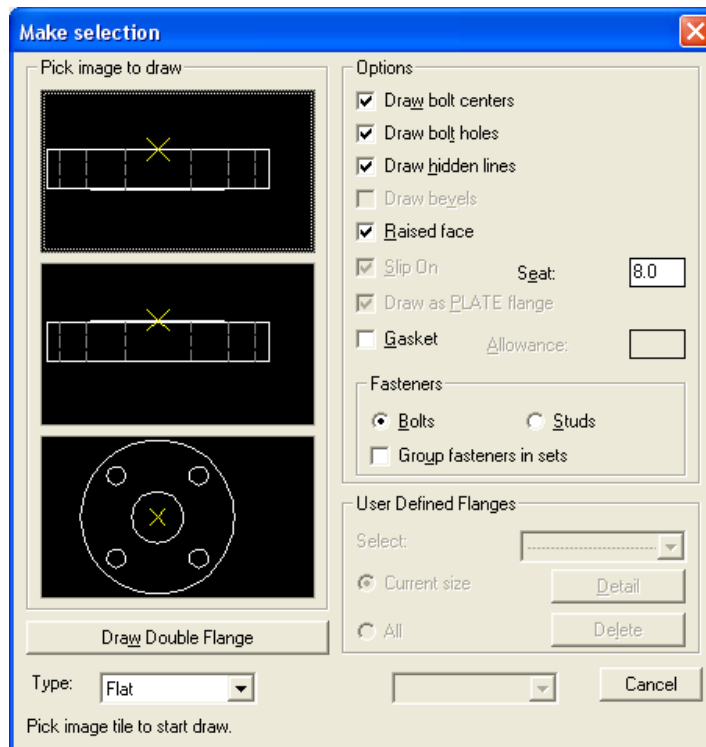 Make selection
Pick image to draw
Options
Draw bolt centers
Draw bolt holes
Draw hidden lines
Draw bevels
Raised face
Slip On
Seat:
8.0
Draw as PLATE flange
Gasket
Allowance:
Fasteners
Bolts
Studs
Group fasteners in sets
User Defined Flanges
Select:
Current size
Detail
All
Delete
Draw Double Flange
Type:
Flat
Cancel
Pick image tile to start draw.